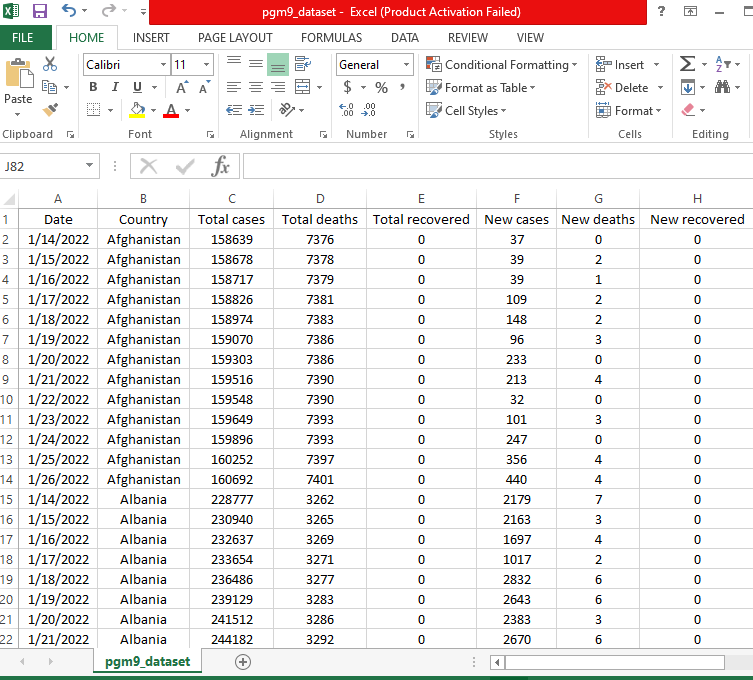 pgm9_dataset - Excel (Product Activation Failed)
FILE HOME INSERT PAGE LAYOUT FORMULAS DATA REVIEW VIEW
Calibri 11 General Conditional Formatting Insert
Paste B I U A A $ % , Format as Table Delete
A .00 .00 Cell Styles Format
Clipboard Font Alignment Number Styles Cells Editing
J82 fx
A B C D E F G H
1 Date Country Total cases Total deaths Total recovered New cases New deaths New recovered
2 1/14/2022 Afghanistan 158639 7376 0 37 0 0
3 1/15/2022 Afghanistan 158678 7378 0 39 2 0
4 1/16/2022 Afghanistan 158717 7379 0 39 1 0
5 1/17/2022 Afghanistan 158826 7381 0 109 2 0
6 1/18/2022 Afghanistan 158974 7383 0 148 2 0
7 1/19/2022 Afghanistan 159070 7386 0 96 3 0
8 1/20/2022 Afghanistan 159303 7386 0 233 0 0
9 1/21/2022 Afghanistan 159516 7390 0 213 4 0
10 1/22/2022 Afghanistan 159548 7390 0 32 0 0
11 1/23/2022 Afghanistan 159649 7393 0 101 3 0
12 1/24/2022 Afghanistan 159896 7393 0 247 0 0
13 1/25/2022 Afghanistan 160252 7397 0 356 4 0
14 1/26/2022 Afghanistan 160692 7401 0 440 4 0
15 1/14/2022 Albania 228777 3262 0 2179 7 0
16 1/15/2022 Albania 230940 3265 0 2163 3 0
17 1/16/2022 Albania 232637 3269 0 1697 4 0
18 1/17/2022 Albania 233654 3271 0 1017 2 0
19 1/18/2022 Albania 236486 3277 0 2832 6 0
20 1/19/2022 Albania 239129 3283 0 2643 6 0
21 1/20/2022 Albania 241512 3286 0 2383 3 0
22 1/21/2022 Albania 244182 3292 0 2670 6 0
pgm9_dataset